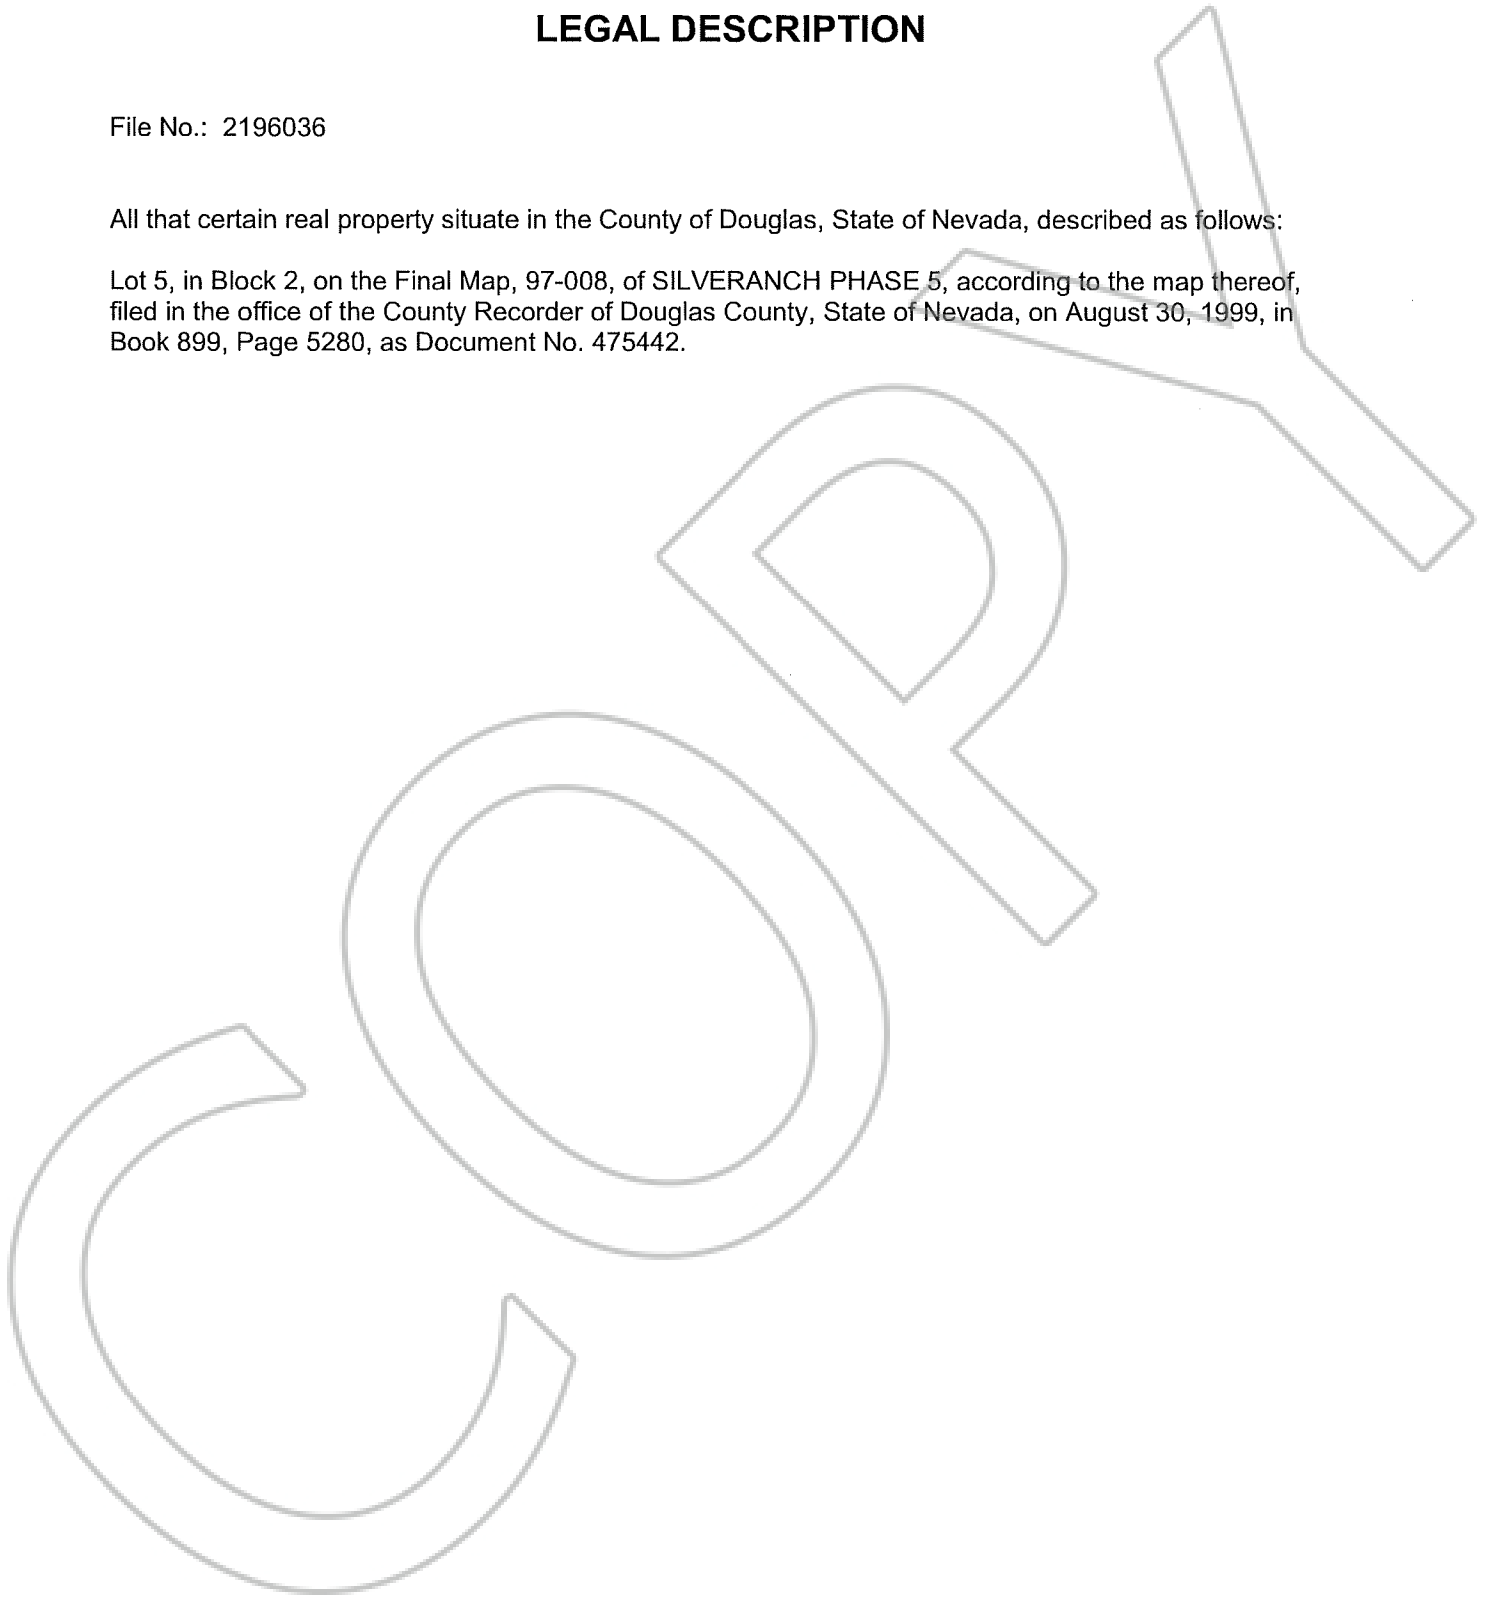 LEGAL DESCRIPTION
File No.: 2196036
All that certain real property situate in the County of Douglas, State of Nevada, described as follows:
Lot 5, in Block 2, on the Final Map, 97-008, of SILVERANCH PHASE 5, according to the map thereof,
filed in the office of the County Recorder of Douglas County, State of Nevada, on August 30, 1999, in
Book 899, Page 5280, as Document No. 475442.
COPY